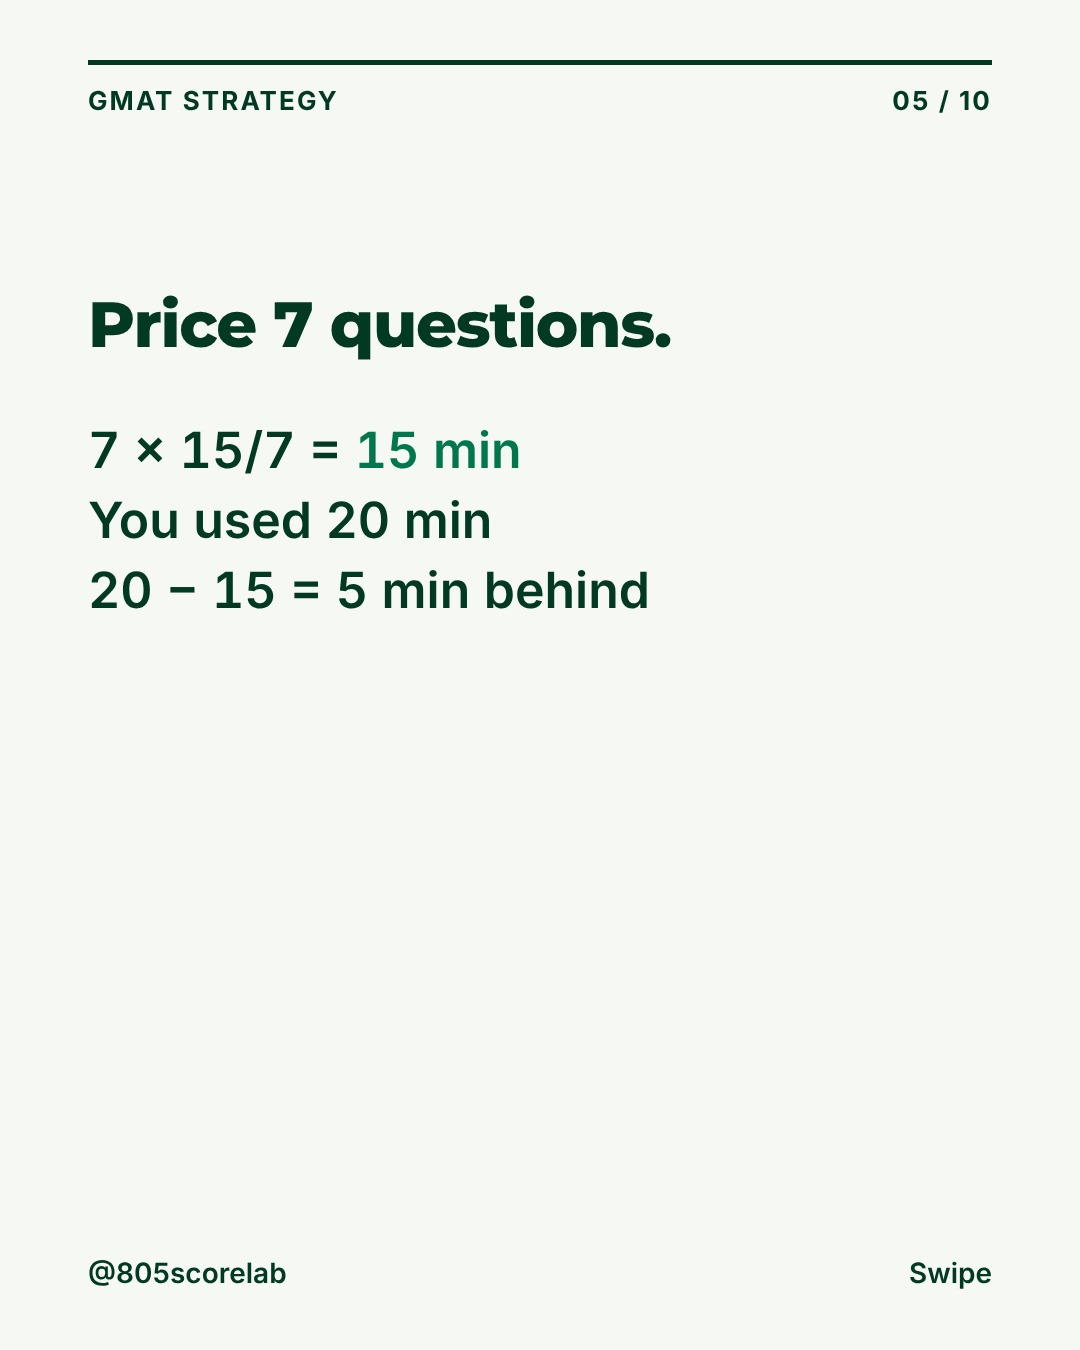 GMAT STRATEGY
05 / 10
Price 7 questions.
7 × 15/7 = 15 min
You used 20 min
20 − 15 = 5 min behind
@805scorelab
Swipe